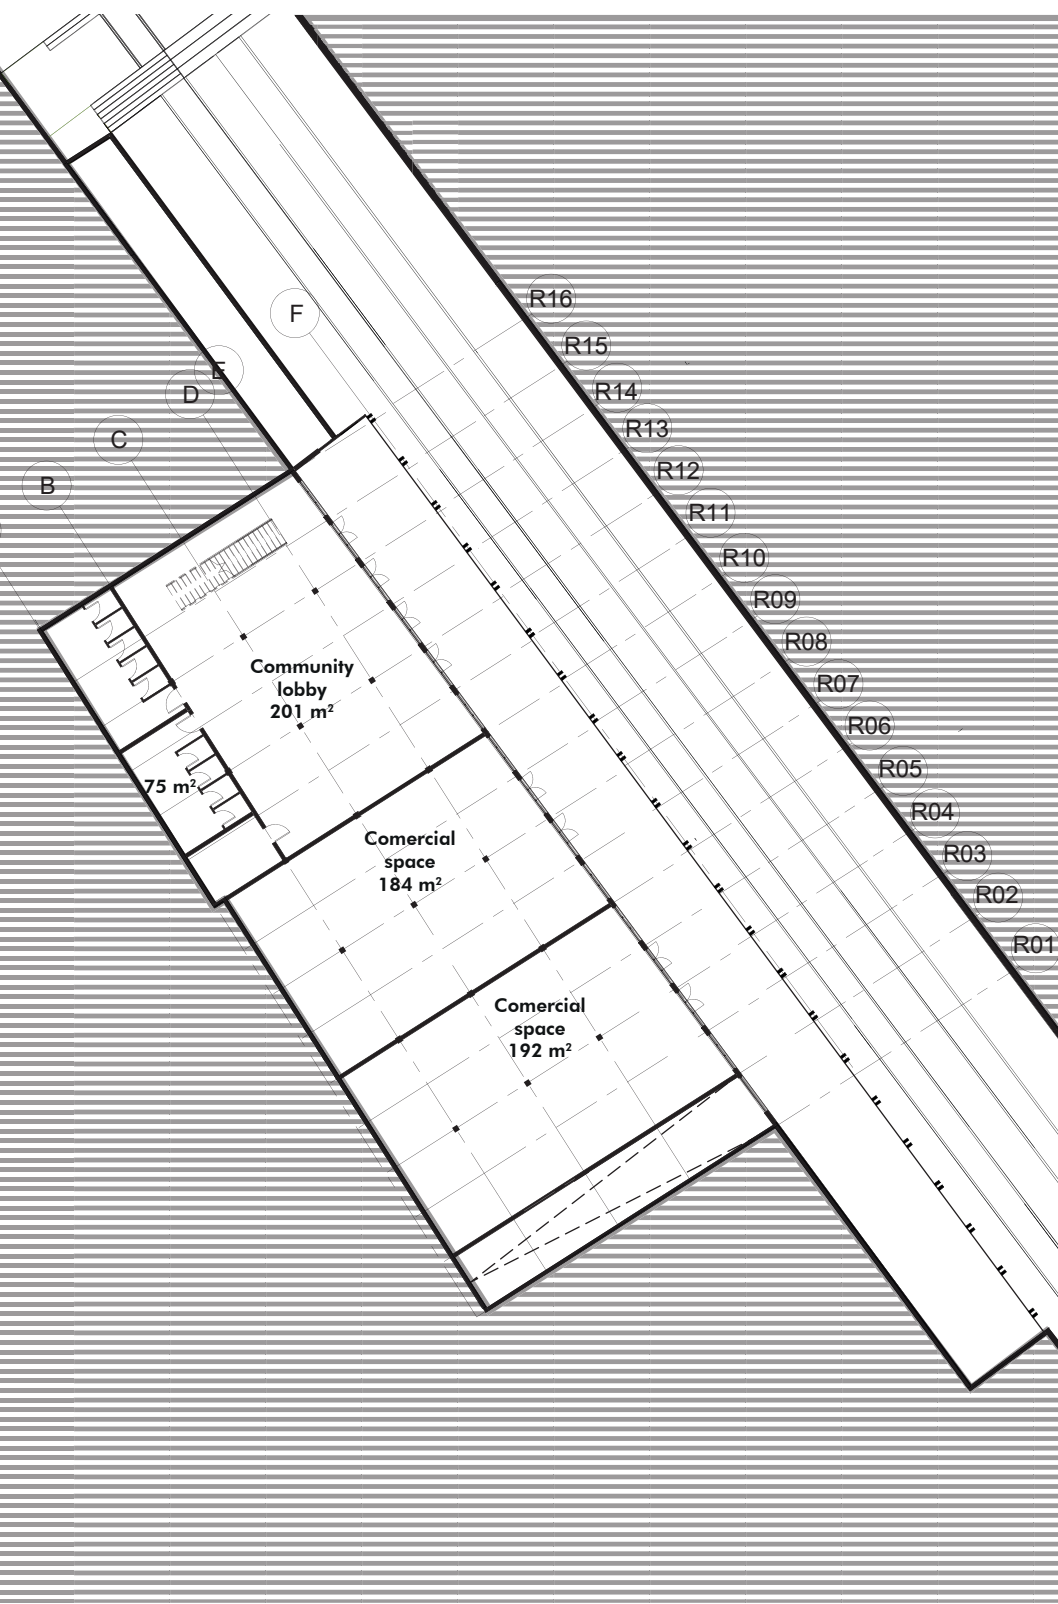 R16
F
R15
E
D
R14
R13
C
R12
B
R11
R10
R09
R08
Community
lobby
201 m²
R07
R06
R05
75 m²
R04
Comercial
space
184 m²
R03
R02
R01
Comercial
space
192 m²